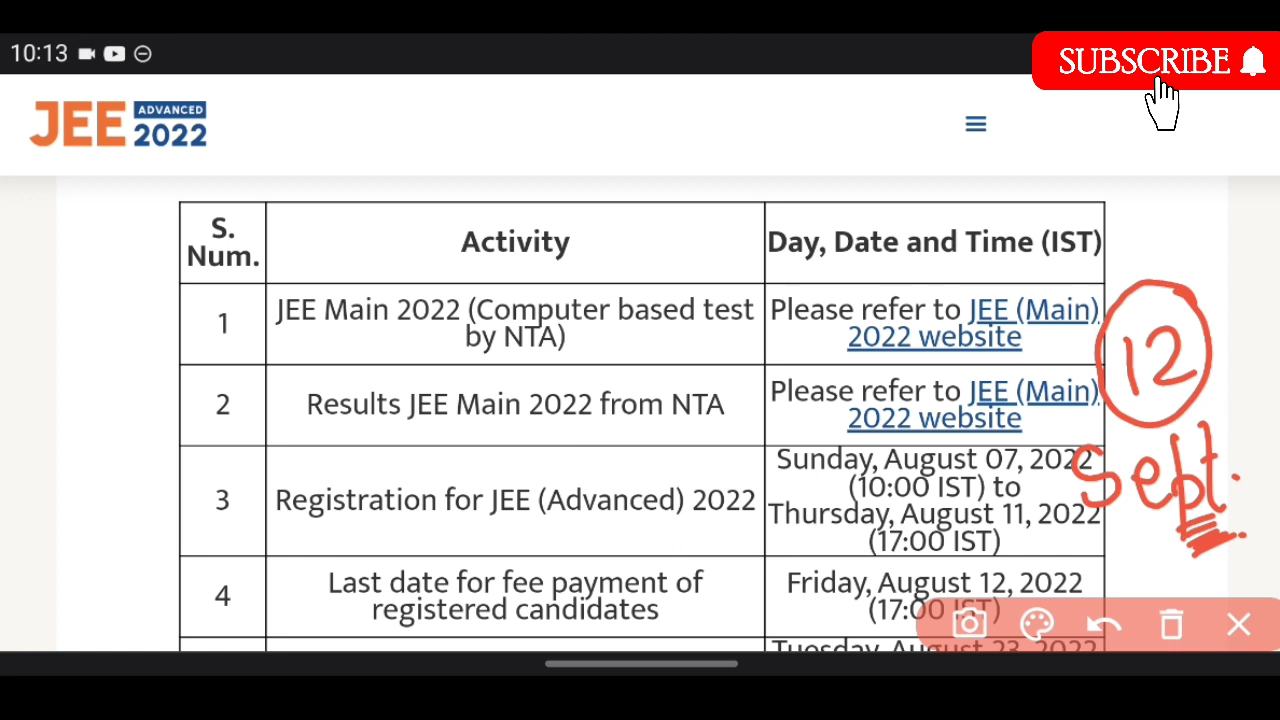 10:13
SUBSCRIBE
JEE ADVANCED 2022
S. Num.
Activity
Day, Date and Time (IST)
1
JEE Main 2022 (Computer based test
by NTA)
Please refer to JEE (Main)
2022 website
12
2
Results JEE Main 2022 from NTA
Please refer to JEE (Main)
2022 website
Sept.
3
Registration for JEE (Advanced) 2022
Sunday, August 07, 2022
(10:00 IST) to
Thursday, August 11, 2022
(17:00 IST)
4
Last date for fee payment of
registered candidates
Friday, August 12, 2022
(17:00 IST)
Tuesday, August 23, 2022